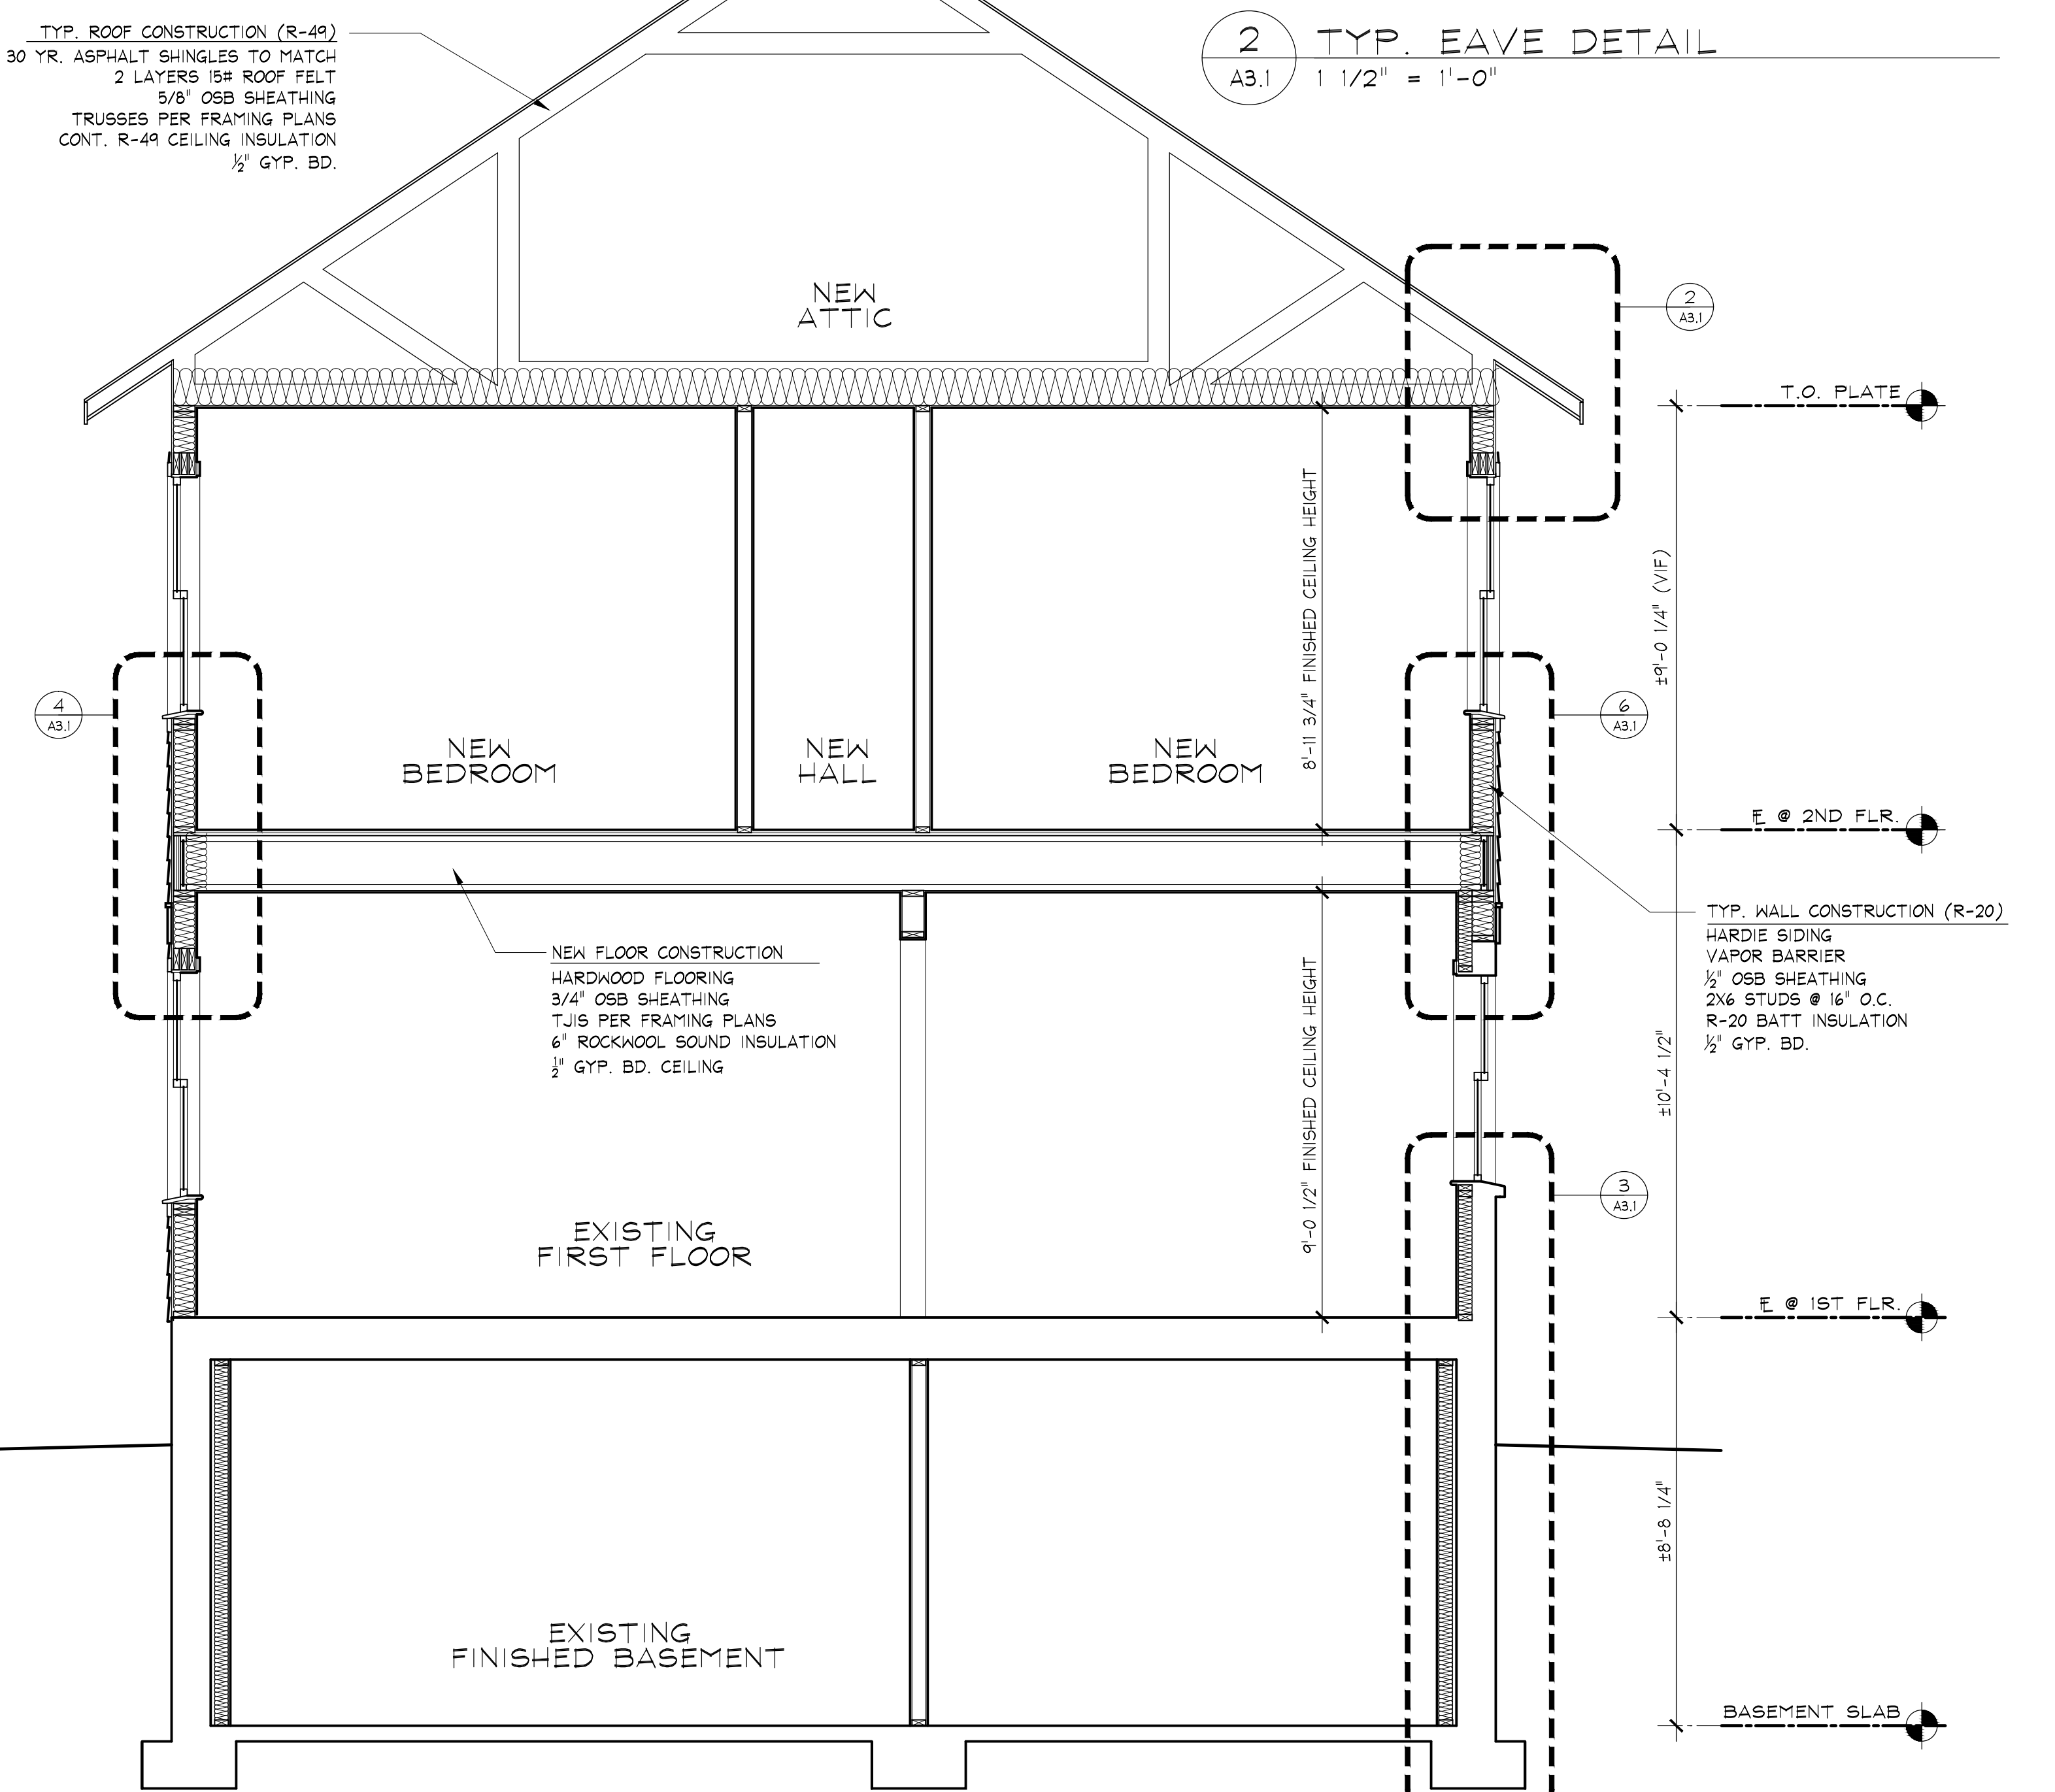 TYP. ROOF CONSTRUCTION (R-49)
30 YR. ASPHALT SHINGLES TO MATCH
2 LAYERS 15# ROOF FELT
5/8" OSB SHEATHING
TRUSSES PER FRAMING PLANS
CONT. R-49 CEILING INSULATION
½" GYP. BD.
2
A3.1
TYP. EAVE DETAIL
1 1/2" = 1'-0"
NEW
ATTIC
2
A3.1
T.O. PLATE
8'-11 3/4" FINISHED CEILING HEIGHT
±9'-0 1/4" (VIF)
4
A3.1
6
A3.1
NEW
BEDROOM
NEW
HALL
NEW
BEDROOM
F @ 2ND FLR.
NEW FLOOR CONSTRUCTION
HARDWOOD FLOORING
3/4" OSB SHEATHING
TJIS PER FRAMING PLANS
6" ROCKWOOL SOUND INSULATION
½" GYP. BD. CEILING
TYP. WALL CONSTRUCTION (R-20)
HARDIE SIDING
VAPOR BARRIER
½" OSB SHEATHING
2X6 STUDS @ 16" O.C.
R-20 BATT INSULATION
½" GYP. BD.
9'-0 1/2" FINISHED CEILING HEIGHT
±10'-4 1/2"
3
A3.1
EXISTING
FIRST FLOOR
F @ 1ST FLR.
±8'-8 1/4"
EXISTING
FINISHED BASEMENT
BASEMENT SLAB